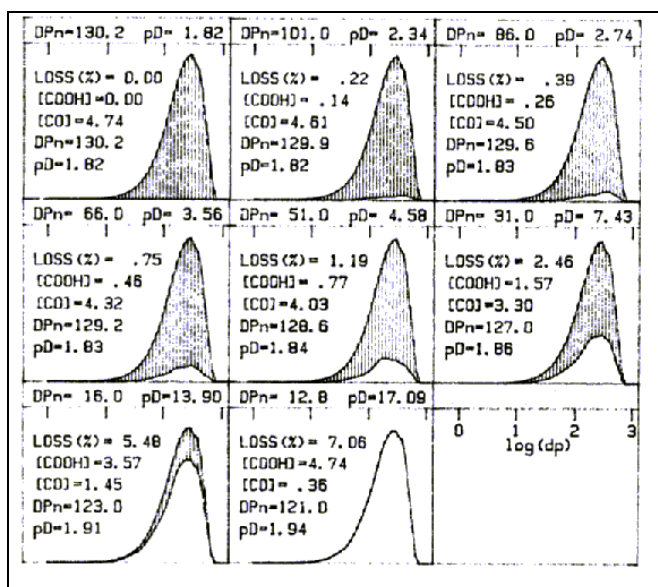 DPn=130.2 pD= 1.82
LOSS(%)= 0.00
[COOH]=0.00
[CO]=4.74
DPn=130.2
pD=1.82
DPn=101.0 pD= 2.34
LOSS(%)= .22
[COOH]= .14
[CO]=4.61
DPn=129.9
pD=1.82
DPn= 86.0 pD= 2.74
LOSS(%)= .39
[COOH]= .26
[CO]=4.50
DPn=129.6
pD=1.83
DPn= 66.0 pD= 3.56
LOSS(%)= .75
[COOH]= .46
[CO]=4.32
DPn=129.2
pD=1.83
DPn= 51.0 pD= 4.58
LOSS(%)= 1.19
[COOH]= .77
[CO]=4.03
DPn=128.6
pD=1.84
DPn= 31.0 pD= 7.43
LOSS(%)= 2.46
[COOH]=1.57
[CO]=3.30
DPn=127.0
pD=1.86
DPn= 16.0 pD=13.90
LOSS(%)= 5.48
[COOH]=3.57
[CO]=1.45
DPn=123.0
pD=1.91
DPn= 12.8 pD=17.09
LOSS(%)= 7.06
[COOH]=4.74
[CO]= .36
DPn=121.0
pD=1.94
0 1 2 3
log(dp)